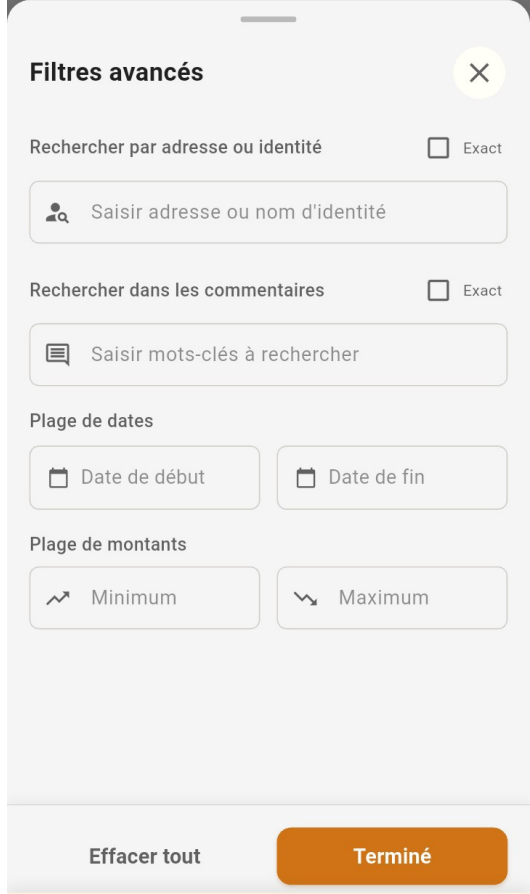 Filtres avancés
Rechercher par adresse ou identité
Exact
Saisir adresse ou nom d'identité
Rechercher dans les commentaires
Exact
Saisir mots-clés à rechercher
Plage de dates
Date de début
Date de fin
Plage de montants
Minimum
Maximum
Effacer tout
Terminé